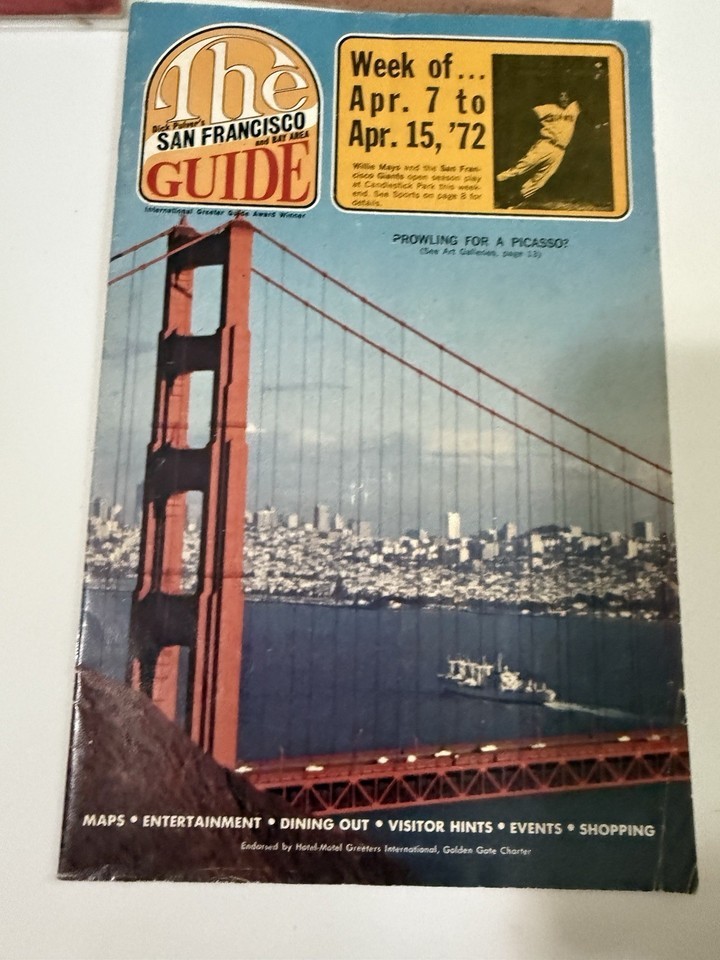 The
Dick Pulver's
SAN FRANCISCO
and BAY AREA
GUIDE
International Greeter Guide Award Winner
Week of...
Apr. 7 to
Apr. 15, '72
Willie Mays and the San Fran-
cisco Giants open season play
at Candlestick Park this week-
end. See Sports on page 8 for
details.
PROWLING FOR A PICASSO?
(See Art Galleries, page 13)
MAPS • ENTERTAINMENT • DINING OUT • VISITOR HINTS • EVENTS • SHOPPING
Endorsed by Hotel-Motel Greeters International, Golden Gate Charter